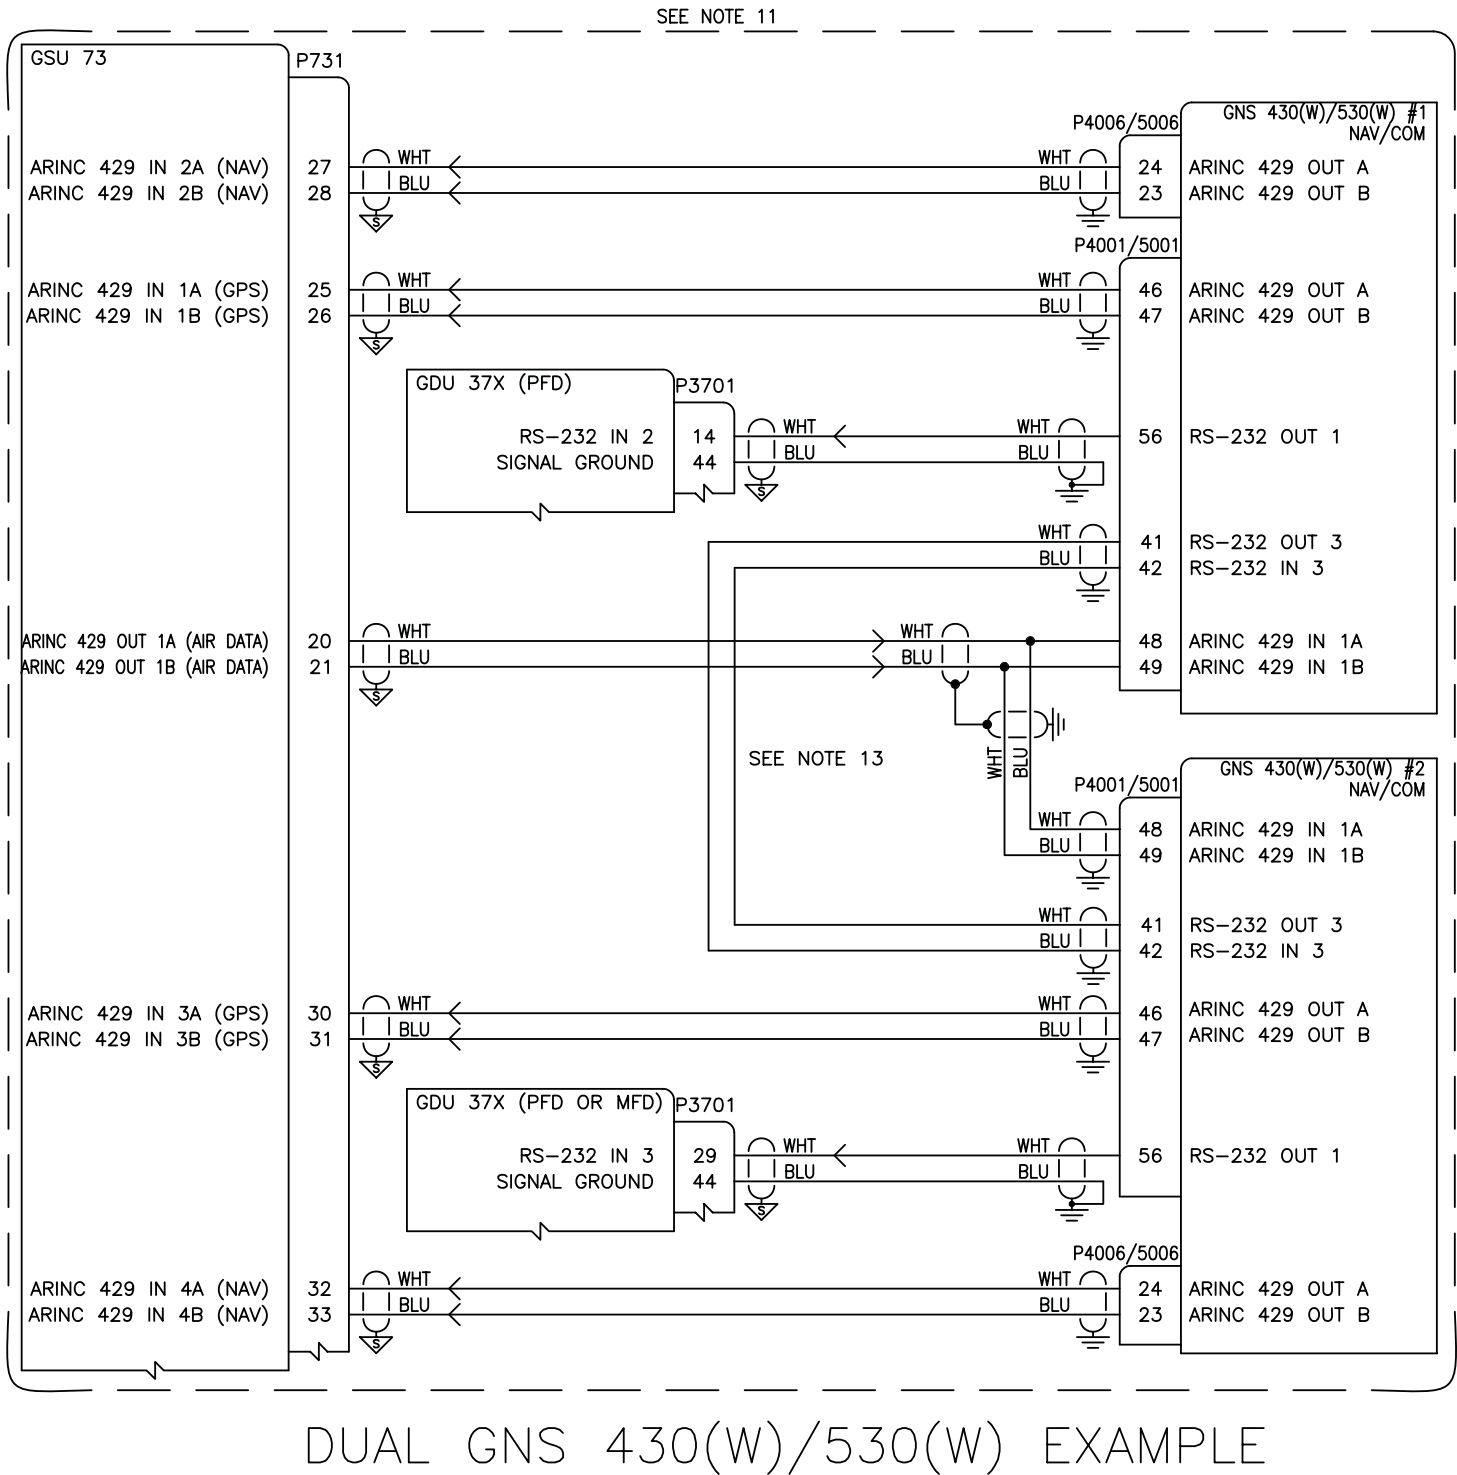 SEE NOTE 11
GSU 73
P731
GNS 430(W)/530(W) #1
NAV/COM
P4006/5006
ARINC 429 IN 2A (NAV) 27 WHT WHT 24 ARINC 429 OUT A
ARINC 429 IN 2B (NAV) 28 BLU BLU 23 ARINC 429 OUT B
S
P4001/5001
ARINC 429 IN 1A (GPS) 25 WHT WHT 46 ARINC 429 OUT A
ARINC 429 IN 1B (GPS) 26 BLU BLU 47 ARINC 429 OUT B
S
GDU 37X (PFD) P3701
RS-232 IN 2 14 WHT WHT 56 RS-232 OUT 1
SIGNAL GROUND 44 BLU BLU
S
WHT 41 RS-232 OUT 3
BLU 42 RS-232 IN 3
ARINC 429 OUT 1A (AIR DATA) 20 WHT WHT 48 ARINC 429 IN 1A
ARINC 429 OUT 1B (AIR DATA) 21 BLU BLU 49 ARINC 429 IN 1B
S
SEE NOTE 13
WHT
BLU
GNS 430(W)/530(W) #2
NAV/COM
P4001/5001
WHT 48 ARINC 429 IN 1A
BLU 49 ARINC 429 IN 1B
WHT 41 RS-232 OUT 3
BLU 42 RS-232 IN 3
ARINC 429 IN 3A (GPS) 30 WHT WHT 46 ARINC 429 OUT A
ARINC 429 IN 3B (GPS) 31 BLU BLU 47 ARINC 429 OUT B
S
GDU 37X (PFD OR MFD) P3701
RS-232 IN 3 29 WHT WHT 56 RS-232 OUT 1
SIGNAL GROUND 44 BLU BLU
S
P4006/5006
ARINC 429 IN 4A (NAV) 32 WHT WHT 24 ARINC 429 OUT A
ARINC 429 IN 4B (NAV) 33 BLU BLU 23 ARINC 429 OUT B
S
DUAL GNS 430(W)/530(W) EXAMPLE